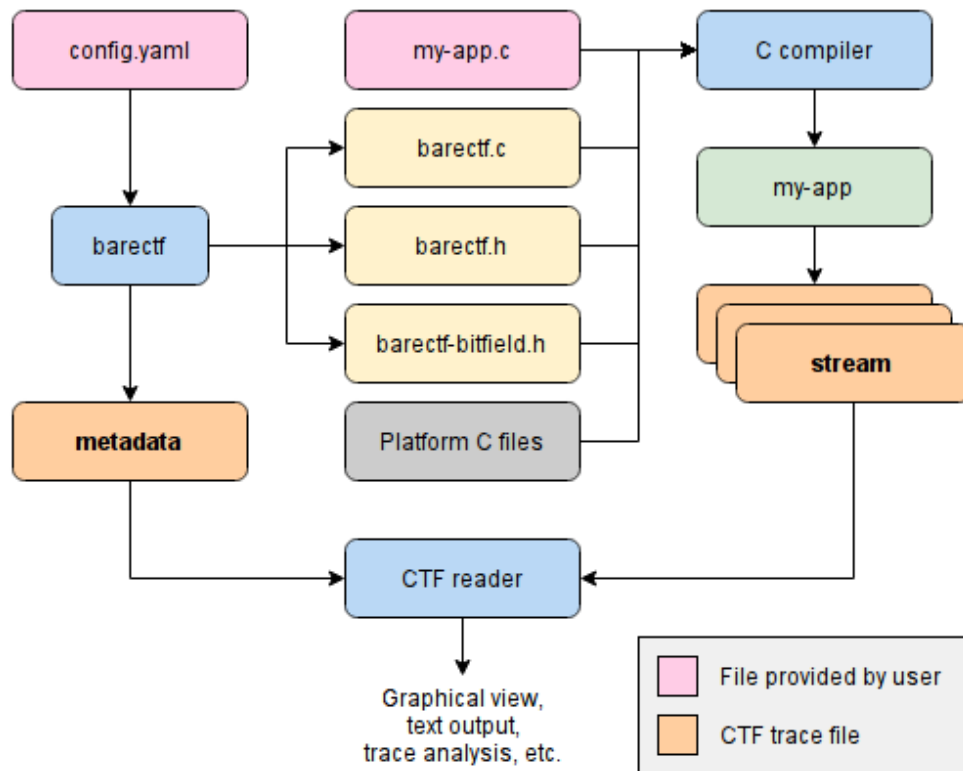 config.yaml
my-app.c
C compiler
barectf.c
my-app
barectf
barectf.h
barectf-bitfield.h
stream
metadata
Platform C files
CTF reader
Graphical view,
text output,
trace analysis, etc.
File provided by user
CTF trace file